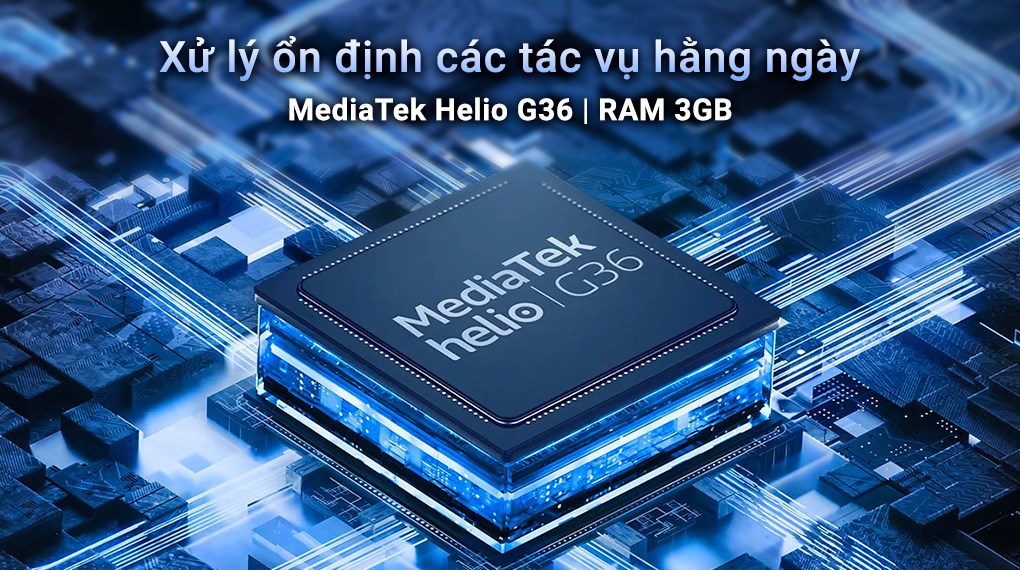 Xử lý ổn định các tác vụ hằng ngày
MediaTek Helio G36 | RAM 3GB
MediaTek
helio | G36